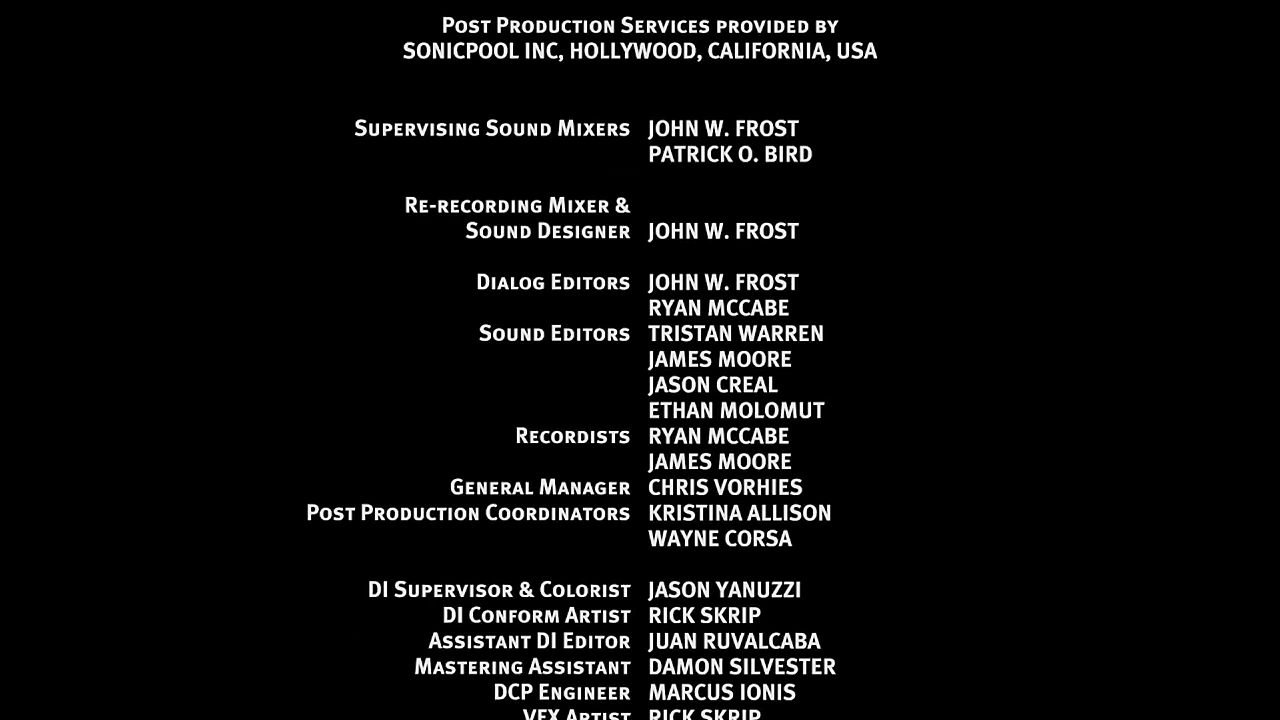 Post Production Services provided by
SONICPOOL INC, HOLLYWOOD, CALIFORNIA, USA
Supervising Sound Mixers JOHN W. FROST
PATRICK O. BIRD
Re-recording Mixer &
Sound Designer JOHN W. FROST
Dialog Editors JOHN W. FROST
RYAN MCCABE
Sound Editors TRISTAN WARREN
JAMES MOORE
JASON CREAL
ETHAN MOLOMUT
Recordists RYAN MCCABE
JAMES MOORE
General Manager CHRIS VORHIES
Post Production Coordinators KRISTINA ALLISON
WAYNE CORSA
DI Supervisor & Colorist JASON YANUZZI
DI Conform Artist RICK SKRIP
Assistant DI Editor JUAN RUVALCABA
Mastering Assistant DAMON SILVESTER
DCP Engineer MARCUS IONIS
VFX Artist RICK SKRIP